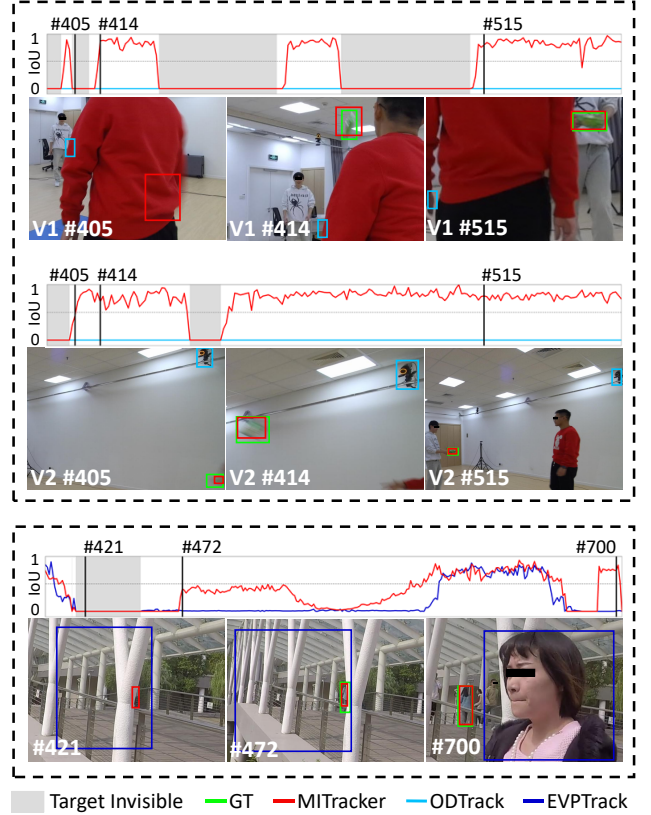 #405 #414 #515
1
IoU
0
V1 #405 V1 #414 V1 #515
#405 #414 #515
1
IoU
0
V2 #405 V2 #414 V2 #515
#421 #472 #700
1
IoU
0
#421 #472 #700
Target Invisible GT MITracker ODTrack EVPTrack